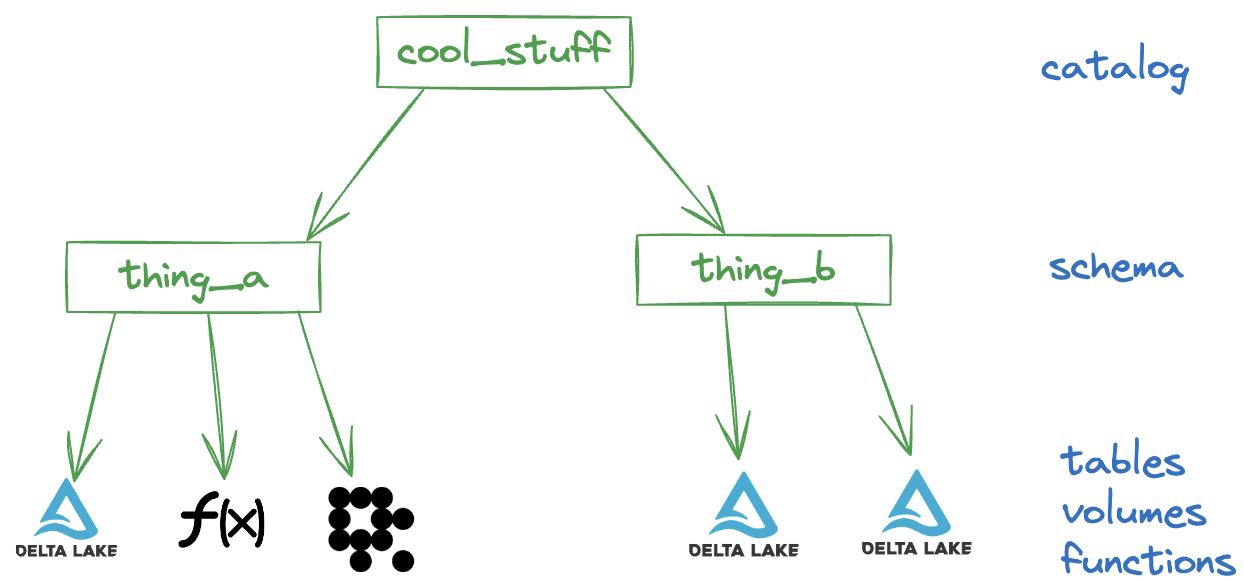 cool_stuff
catalog
thing_a
thing_b
schema
tables
volumes
functions
f(x)
DELTA LAKE
DELTA LAKE
DELTA LAKE